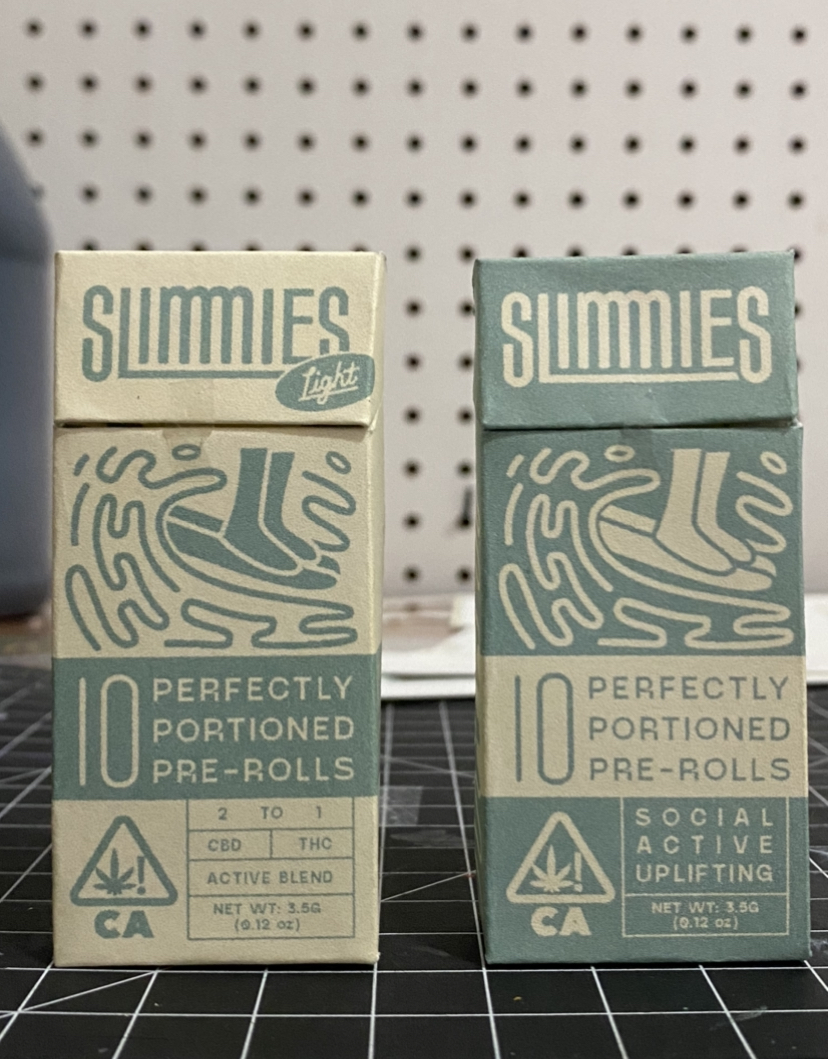 SLIMMIES
Light
10 PERFECTLY
PORTIONED
PRE-ROLLS
2 TO 1
CBD THC
ACTIVE BLEND
NET WT: 3.5G
(0.12 oz)
CA
SLIMMIES
10 PERFECTLY
PORTIONED
PRE-ROLLS
SOCIAL
ACTIVE
UPLIFTING
NET WT: 3.5G
(0.12 oz)
CA